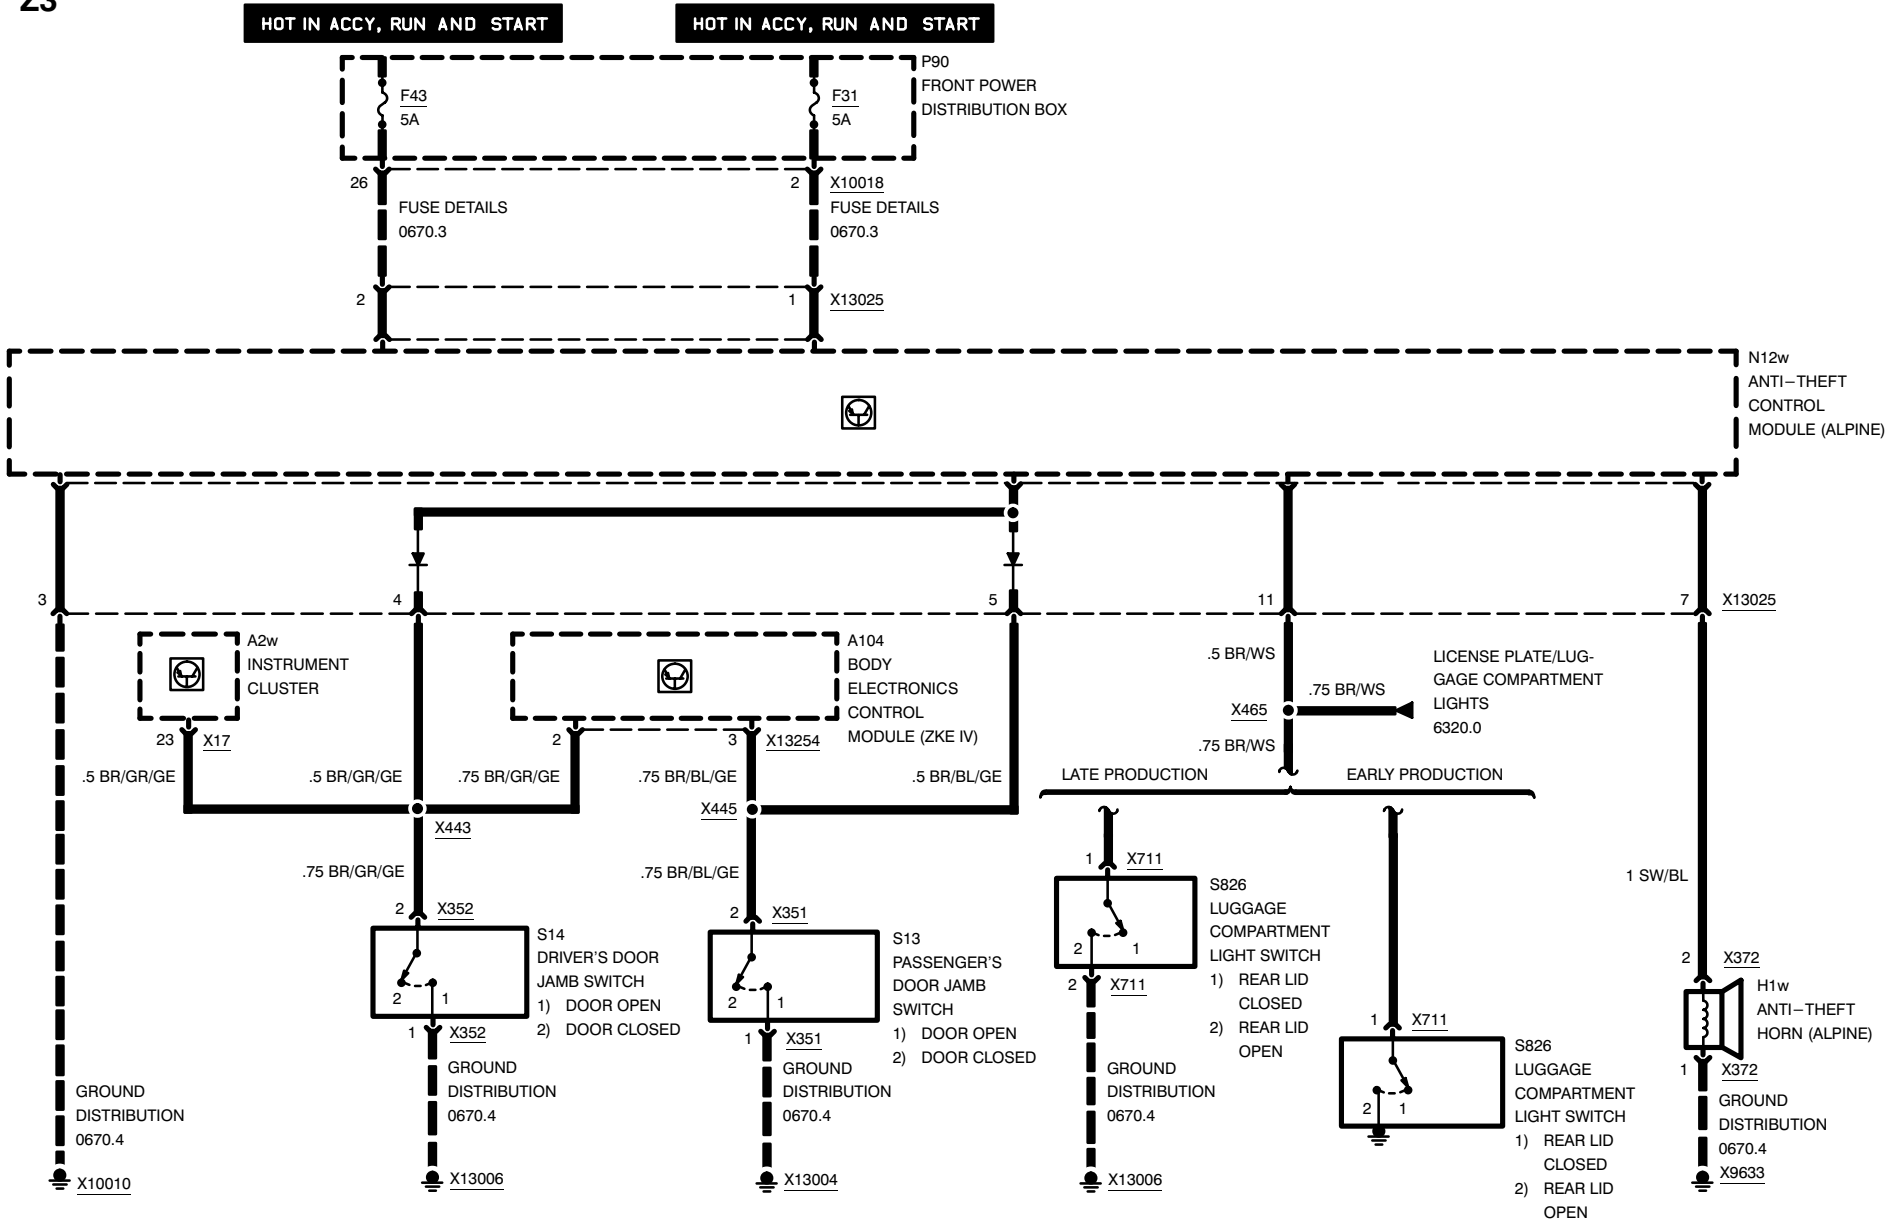 Z3
HOT IN ACCY, RUN AND START
HOT IN ACCY, RUN AND START
P90
FRONT POWER
DISTRIBUTION BOX
F43
5A
F31
5A
26
2
X10018
FUSE DETAILS
0670.3
FUSE DETAILS
0670.3
2
1
X13025
N12w
ANTI–THEFT
CONTROL
MODULE (ALPINE)
3
4
5
11
7
X13025
A2w
INSTRUMENT
CLUSTER
A104
BODY
ELECTRONICS
CONTROL
MODULE (ZKE IV)
.5 BR/WS
LICENSE PLATE/LUG-
GAGE COMPARTMENT
LIGHTS
6320.0
.75 BR/WS
X465
.75 BR/WS
23
X17
2
3
X13254
.5 BR/GR/GE
.5 BR/GR/GE
.75 BR/GR/GE
.75 BR/BL/GE
.5 BR/BL/GE
LATE PRODUCTION
EARLY PRODUCTION
X443
X445
.75 BR/GR/GE
.75 BR/BL/GE
1 SW/BL
2
X352
2
X351
1
X711
S14
DRIVER'S DOOR
JAMB SWITCH
1) DOOR OPEN
2) DOOR CLOSED
2
1
S13
PASSENGER'S
DOOR JAMB
SWITCH
1) DOOR OPEN
2) DOOR CLOSED
2
1
S826
LUGGAGE
COMPARTMENT
LIGHT SWITCH
1) REAR LID
CLOSED
2) REAR LID
OPEN
2
1
2
X711
2
X372
H1w
ANTI–THEFT
HORN (ALPINE)
1
X352
1
X351
1
X711
1
X372
S826
LUGGAGE
COMPARTMENT
LIGHT SWITCH
1) REAR LID
CLOSED
2) REAR LID
OPEN
2
1
GROUND
DISTRIBUTION
0670.4
X10010
GROUND
DISTRIBUTION
0670.4
X13006
GROUND
DISTRIBUTION
0670.4
X13004
GROUND
DISTRIBUTION
0670.4
X13006
GROUND
DISTRIBUTION
0670.4
X9633